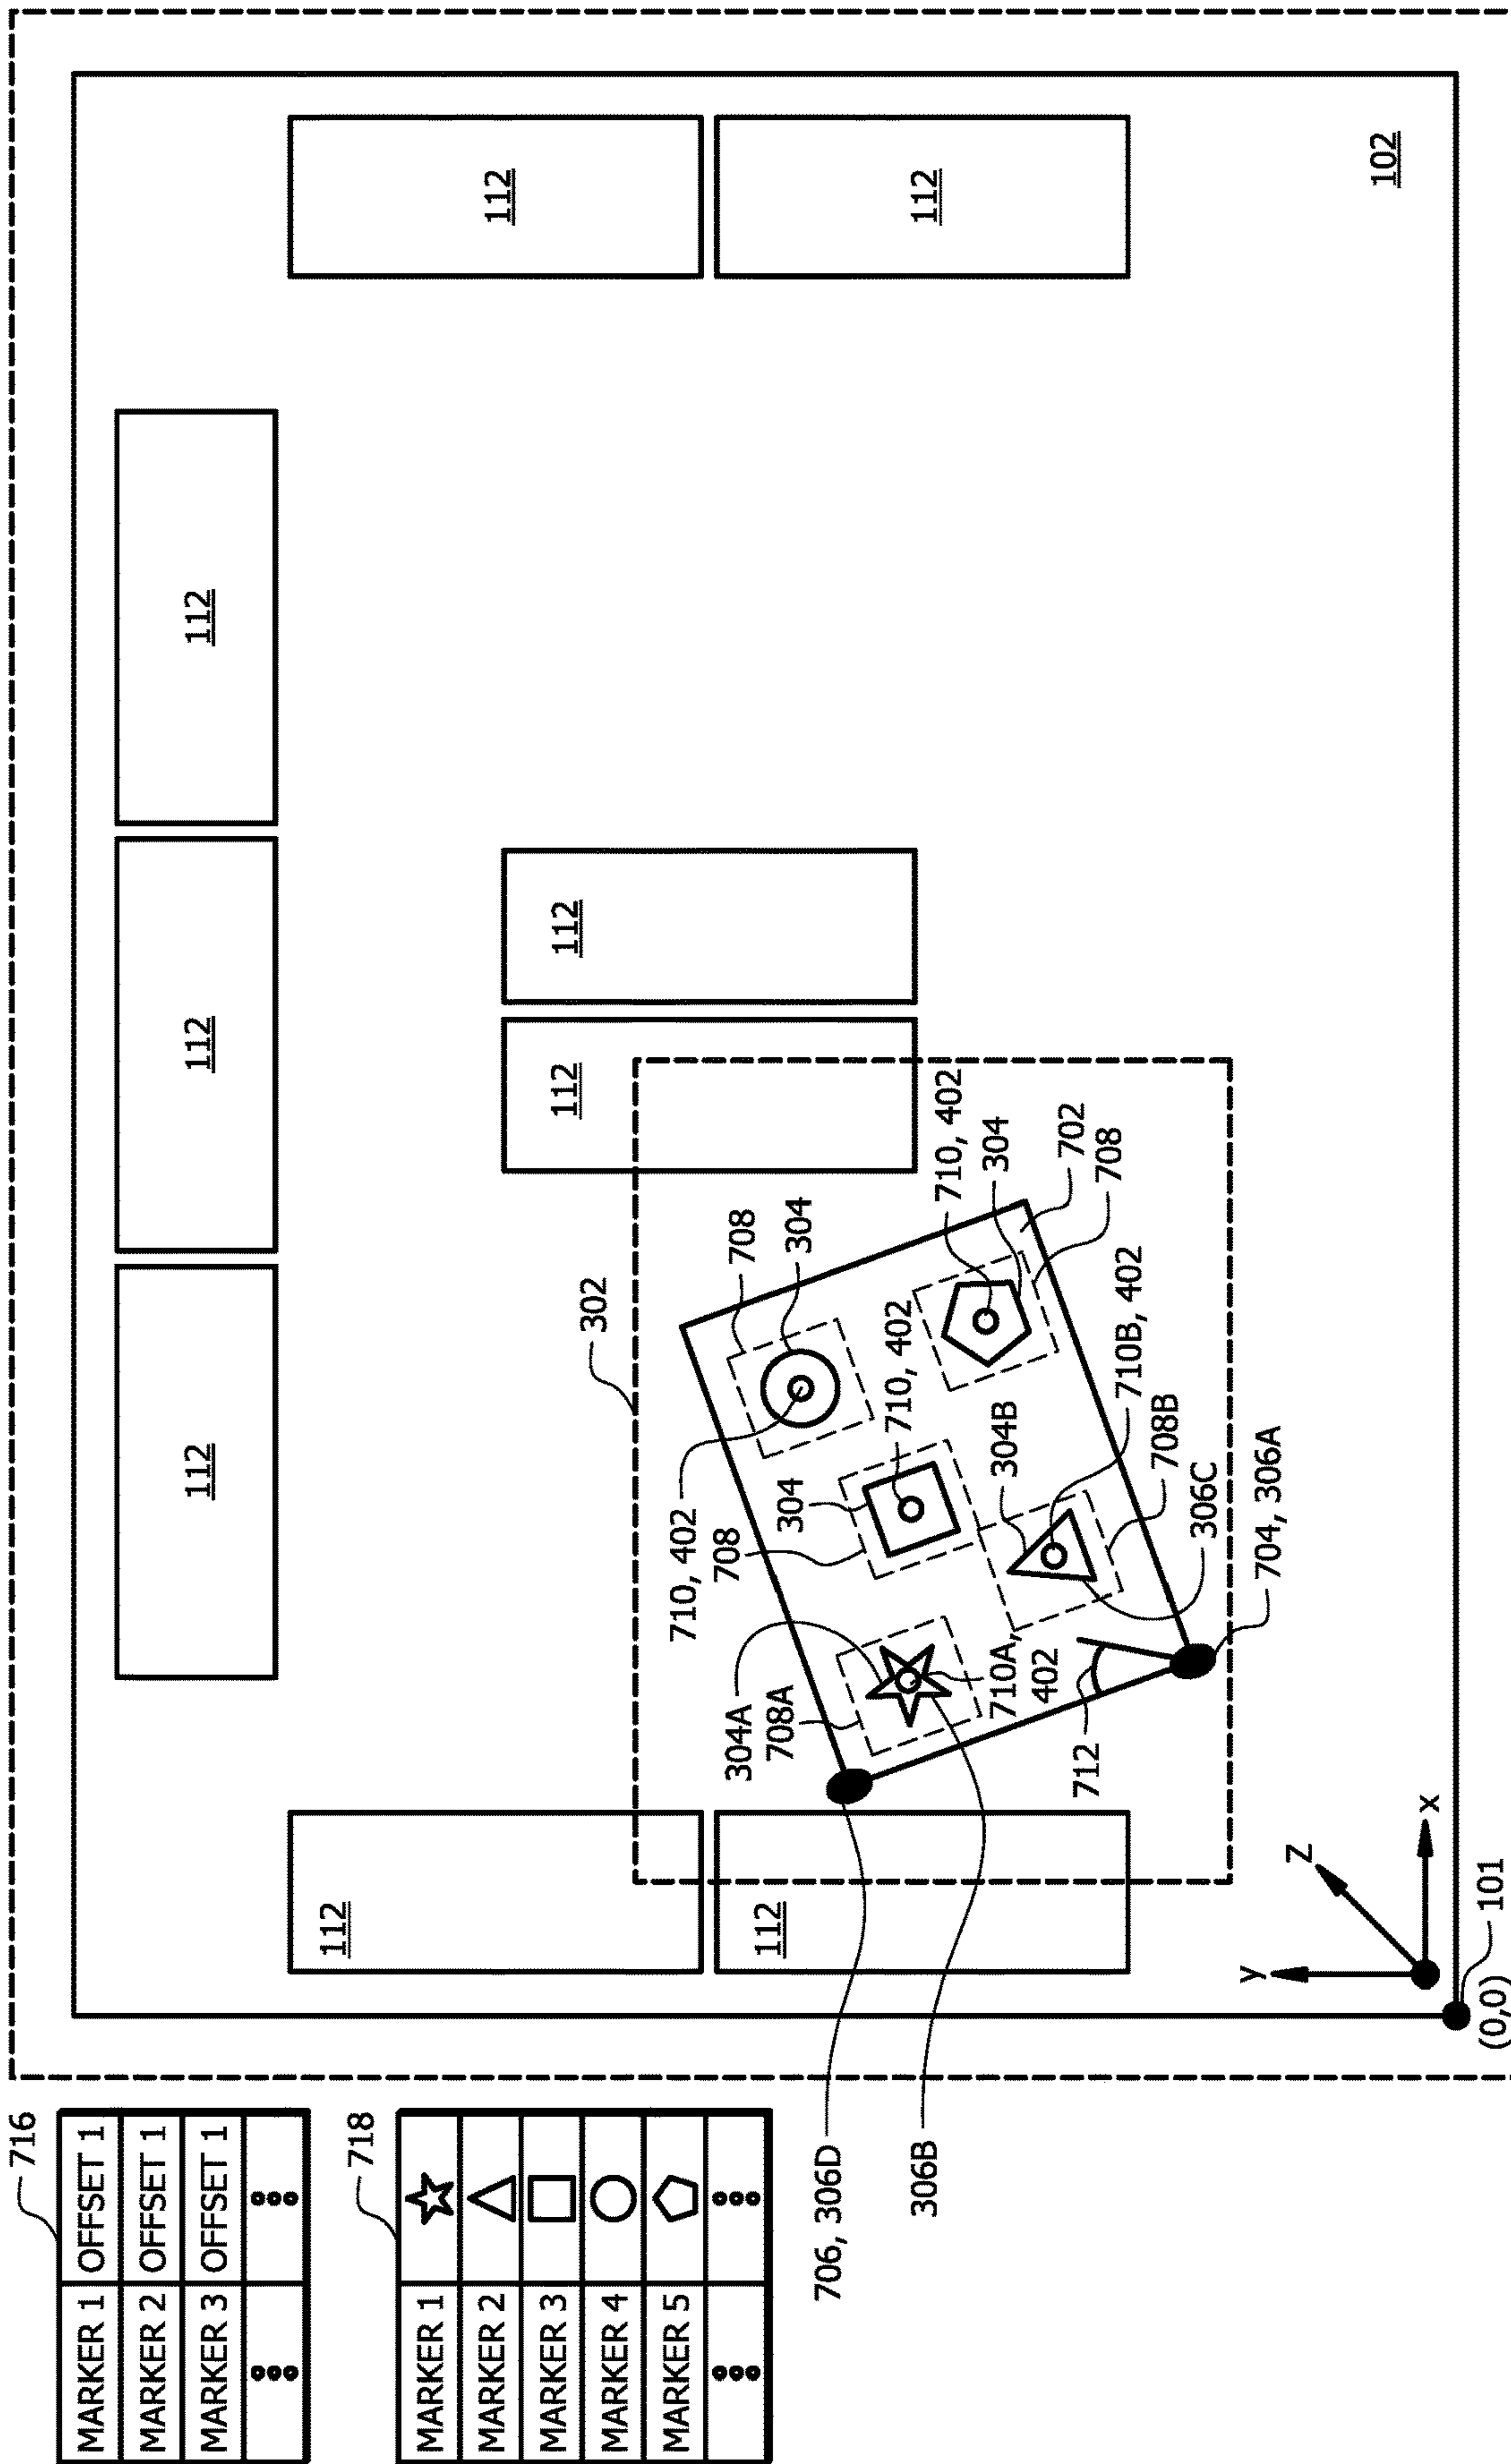 716
MARKER 1 OFFSET 1
MARKER 2 OFFSET 1
MARKER 3 OFFSET 1
718
MARKER 1
MARKER 2
MARKER 3
MARKER 4
MARKER 5
706, 306D
306B
112
112
112
112
112
112
112
112
112
302
710, 402
708
708
304
304
304A
708A
710, 402
710, 402
304
702
708
710A,
402
304B
710B, 402
708B
306C
704, 306A
712
y
Z
x
101
(0,0)
102